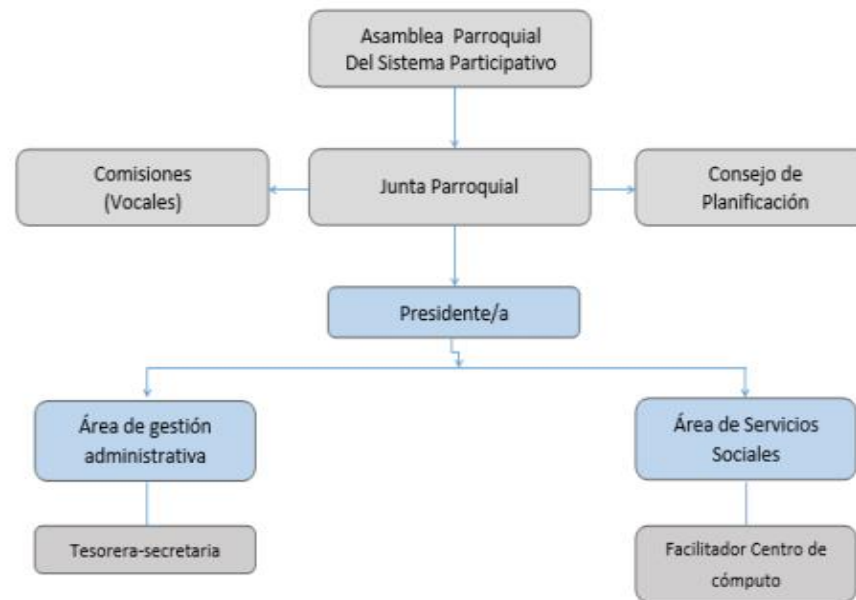 Asamblea Parroquial
Del Sistema Participativo
Comisiones
(Vocales)
Junta Parroquial
Consejo de
Planificación
Presidente/a
Área de gestión
administrativa
Área de Servicios
Sociales
Tesorera-secretaria
Facilitador Centro de
cómputo